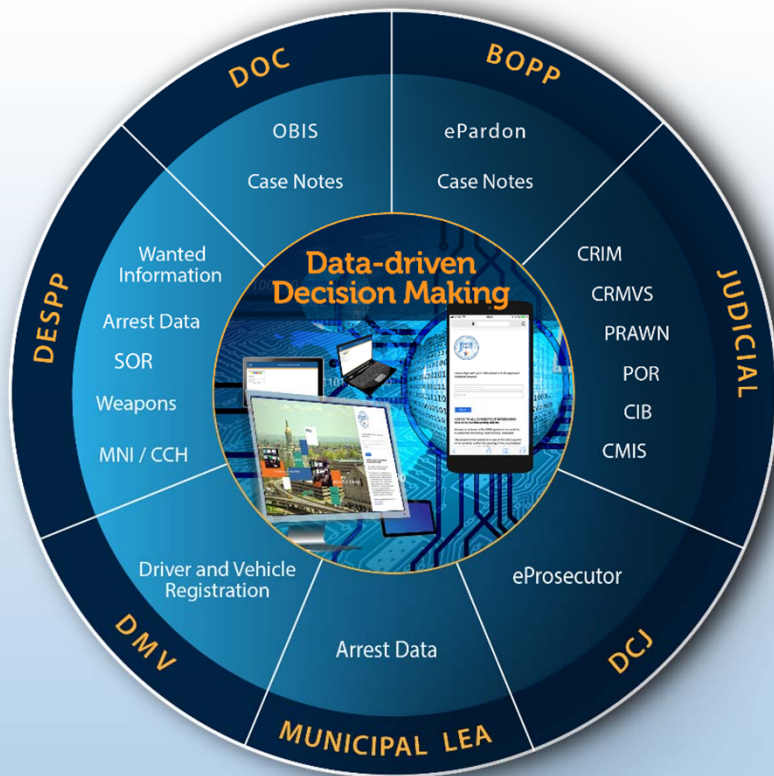 DOC
OBIS
Case Notes
BOPP
ePardon
Case Notes
JUDICIAL
CRIM
CRMVS
PRAWN
POR
CIB
CMIS
DCJ
eProsecutor
MUNICIPAL LEA
Arrest Data
DMV
Driver and Vehicle
Registration
DESPP
Wanted
Information
Arrest Data
SOR
Weapons
MNI / CCH
Data-driven
Decision Making